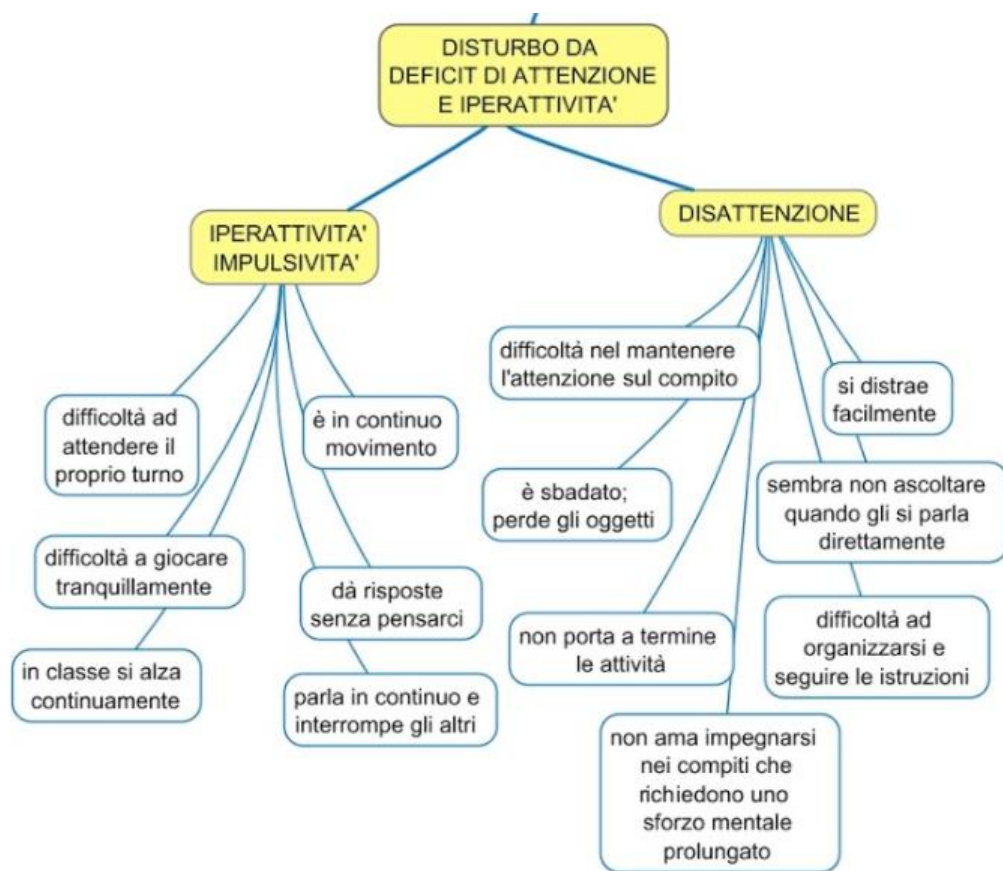 DISTURBO DA
DEFICIT DI ATTENZIONE
E IPERATTIVITA'
IPERATTIVITA'
IMPULSIVITA'
difficoltà ad
attendere il
proprio turno
è in continuo
movimento
difficoltà a giocare
tranquillamente
dà risposte
senza pensarci
in classe si alza
continuamente
parla in continuo e
interrompe gli altri
DISATTENZIONE
difficoltà nel mantenere
l'attenzione sul compito
si distrae
facilmente
è sbadato;
perde gli oggetti
sembra non ascoltare
quando gli si parla
direttamente
non porta a termine
le attività
difficoltà ad
organizzarsi e
seguire le istruzioni
non ama impegnarsi
nei compiti che
richiedono uno
sforzo mentale
prolungato